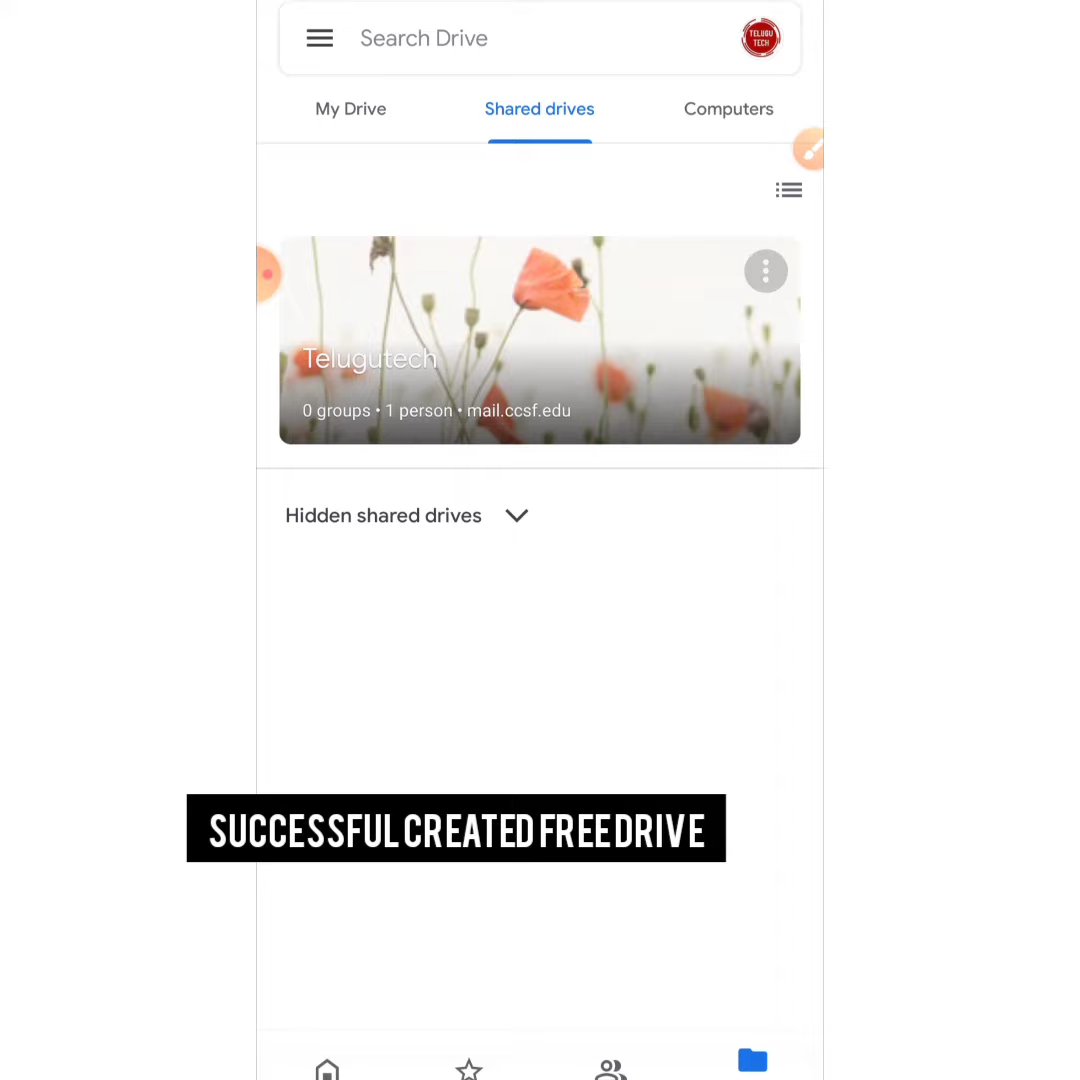 Search Drive
TELUGU
TECH
My Drive
Shared drives
Computers
Telugutech
0 groups • 1 person • mail.ccsf.edu
Hidden shared drives
SUCCESSFUL CREATED FREE DRIVE